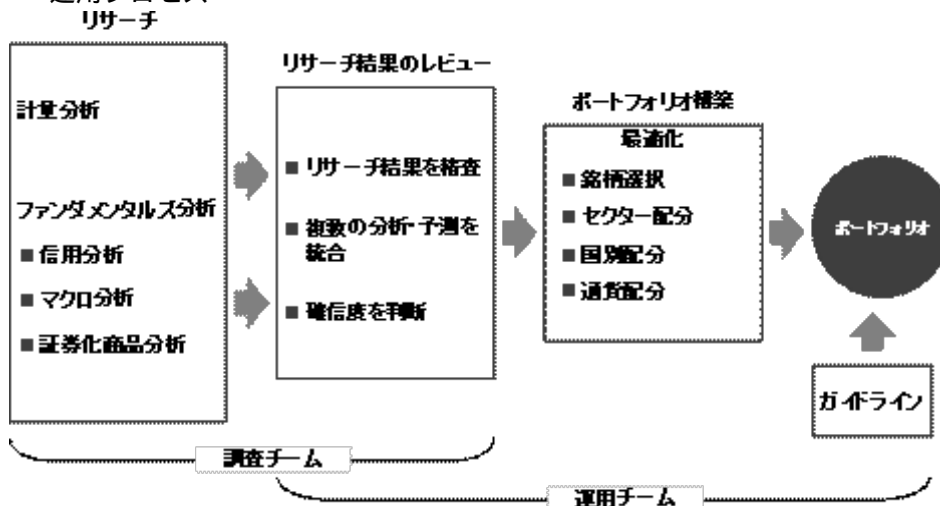 運用プロセス
リサーチ
計量分析
ファンダメンタルズ分析
■信用分析
■マクロ分析
■証券化商品分析
リサーチ結果のレビュー
■リサーチ結果を精査
■複数の分析・予測を
統合
■確信度を判断
ポートフォリオ構築
最適化
■銘柄選択
■セクター配分
■国別配分
■通貨配分
ポートフォリオ
ガイドライン
調査チーム
運用チーム